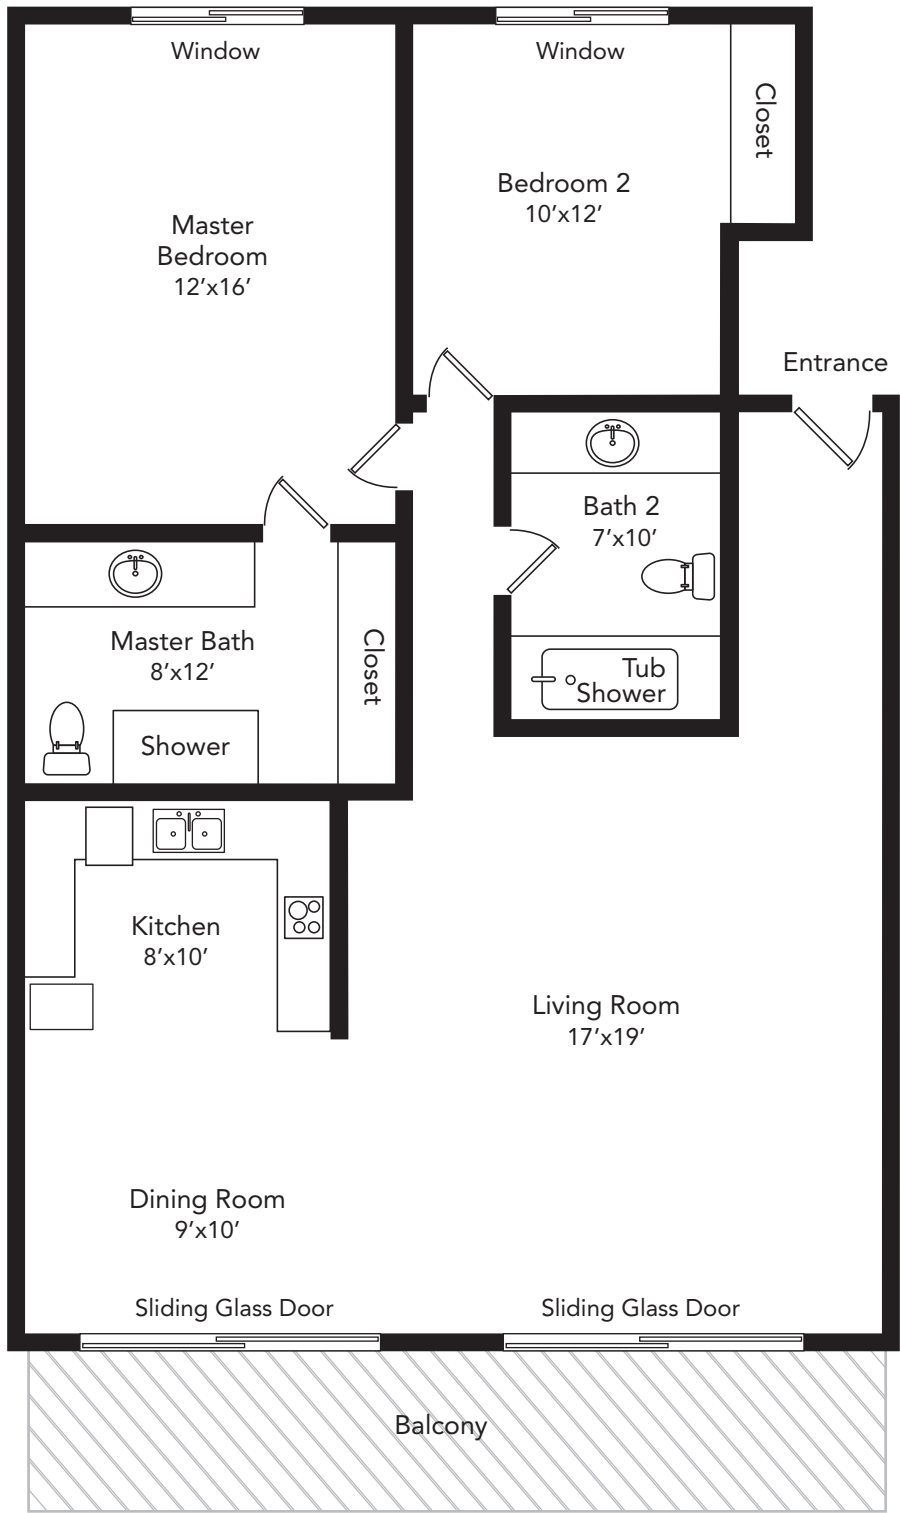 Window
Window
Closet
Bedroom 2
10’x12’
Master
Bedroom
12’x16’
Entrance
Bath 2
7’x10’
Master Bath
8’x12’
Closet
Tub
Shower
Shower
Kitchen
8’x10’
Living Room
17’x19’
Dining Room
9’x10’
Sliding Glass Door
Sliding Glass Door
Balcony